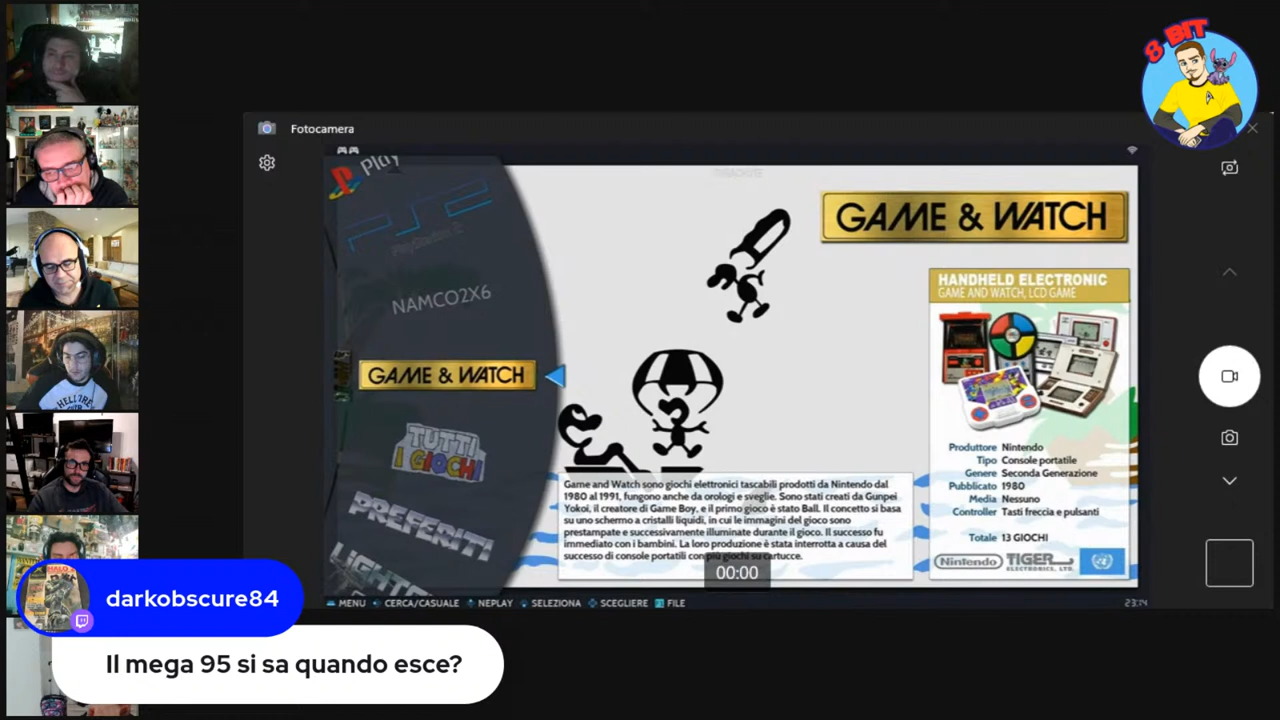 8 BIT
Fotocamera
Play
PS2
PlayStation 2
NAMCO2X6
GAME & WATCH
TUTTI
I GIOCHI
PREFERITI
GAME & WATCH
HANDHELD ELECTRONIC
GAME AND WATCH, LCD GAME
Produttore Nintendo
Tipo Console portatile
Genere Seconda Generazione
Pubblicato 1980
Media Nessuno
Controller Tasti freccia e pulsanti
Totale 13 GIOCHI
Nintendo TIGER
ELECTRONICS, LTD.
Game and Watch sono giochi elettronici tascabili prodotti da Nintendo dal
1980 al 1991, fungono anche da orologi e sveglie. Sono stati creati da Gunpei
Yokoi, il creatore di Game Boy, e il primo gioco è stato Ball. Il concetto si basa
su uno schermo a cristalli liquidi, in cui le immagini del gioco sono
prestampate e successivamente illuminate durante il gioco. Il successo fu
immediato con i bambini. La loro produzione è stata interrotta a causa del
successo di console portatili con più giochi su cartucce.
00:00
MENU CERCA/CASUALE NEPLAY SELEZIONA SCEGLIERE FILE
23:14
HALO
darkobscure84
Il mega 95 si sa quando esce?